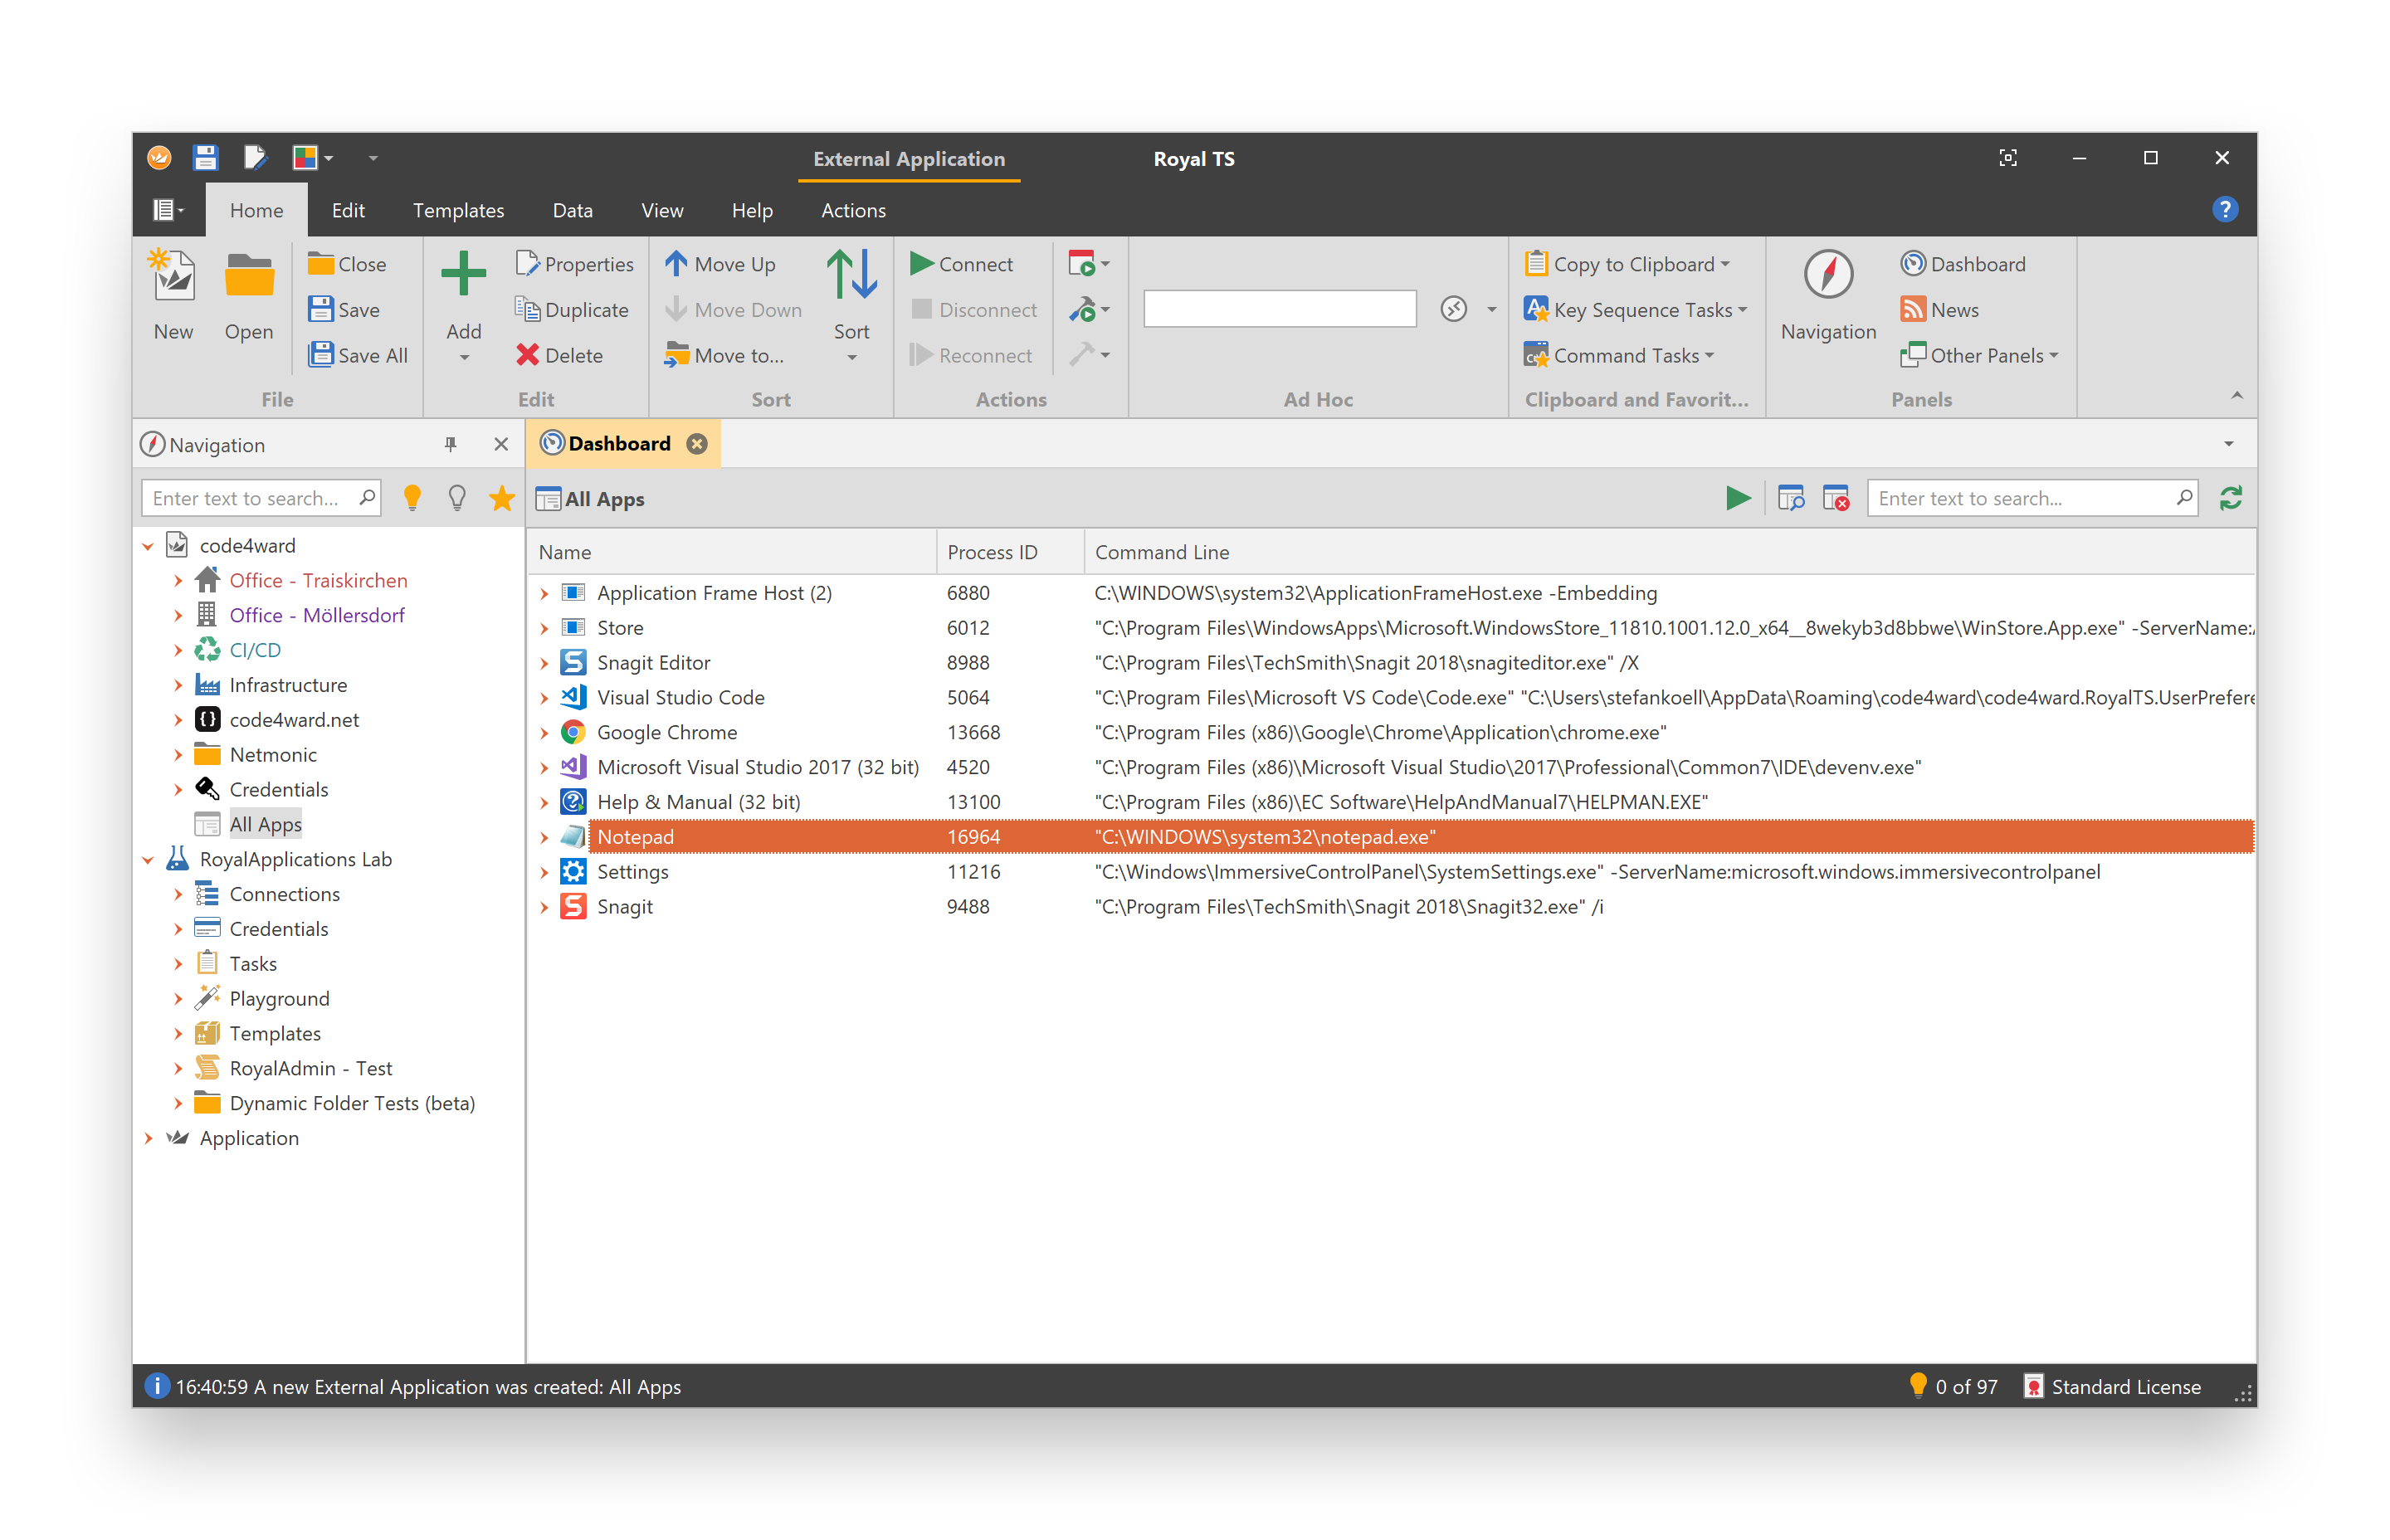 External Application
Royal TS
Home Edit Templates Data View Help Actions
New
Open
Close
Save
Save All
File
Add
Properties
Duplicate
Delete
Edit
Move Up
Move Down
Move to...
Sort
Sort
Connect
Disconnect
Reconnect
Actions
Ad Hoc
Copy to Clipboard
Key Sequence Tasks
Command Tasks
Clipboard and Favorit...
Navigation
Dashboard
News
Other Panels
Panels
Navigation
Enter text to search...
code4ward
Office - Traiskirchen
Office - Möllersdorf
CI/CD
Infrastructure
code4ward.net
Netmonic
Credentials
All Apps
RoyalApplications Lab
Connections
Credentials
Tasks
Playground
Templates
RoyalAdmin - Test
Dynamic Folder Tests (beta)
Application
Dashboard
All Apps
Enter text to search...
Name Process ID Command Line
Application Frame Host (2) 6880 C:\WINDOWS\system32\ApplicationFrameHost.exe -Embedding
Store 6012 "C:\Program Files\WindowsApps\Microsoft.WindowsStore_11810.1001.12.0_x64__8wekyb3d8bbwe\WinStore.App.exe" -ServerName:
Snagit Editor 8988 "C:\Program Files\TechSmith\Snagit 2018\snagiteditor.exe" /X
Visual Studio Code 5064 "C:\Program Files\Microsoft VS Code\Code.exe" "C:\Users\stefankoell\AppData\Roaming\code4ward\code4ward.RoyalTS.UserPrefere
Google Chrome 13668 "C:\Program Files (x86)\Google\Chrome\Application\chrome.exe"
Microsoft Visual Studio 2017 (32 bit) 4520 "C:\Program Files (x86)\Microsoft Visual Studio\2017\Professional\Common7\IDE\devenv.exe"
Help & Manual (32 bit) 13100 "C:\Program Files (x86)\EC Software\HelpAndManual7\HELPMAN.EXE"
Notepad 16964 "C:\WINDOWS\system32\notepad.exe"
Settings 11216 "C:\Windows\ImmersiveControlPanel\SystemSettings.exe" -ServerName:microsoft.windows.immersivecontrolpanel
Snagit 9488 "C:\Program Files\TechSmith\Snagit 2018\Snagit32.exe" /i
16:40:59 A new External Application was created: All Apps
0 of 97
Standard License